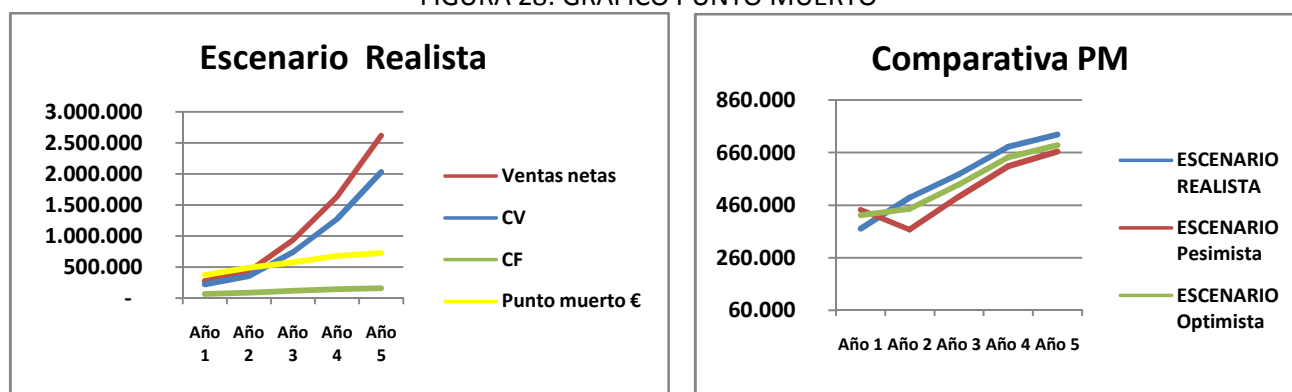 FIGURA 28: GRÁFICO PUNTO MUERTO
Escenario Realista
3.000.000
2.500.000
2.000.000
1.500.000
1.000.000
500.000
-
Año 1
Año 2
Año 3
Año 4
Año 5
Ventas netas
CV
CF
Punto muerto €
Comparativa PM
860.000
660.000
460.000
260.000
60.000
Año 1 Año 2 Año 3 Año 4 Año 5
ESCENARIO
REALISTA
ESCENARIO
Pesimista
ESCENARIO
Optimista